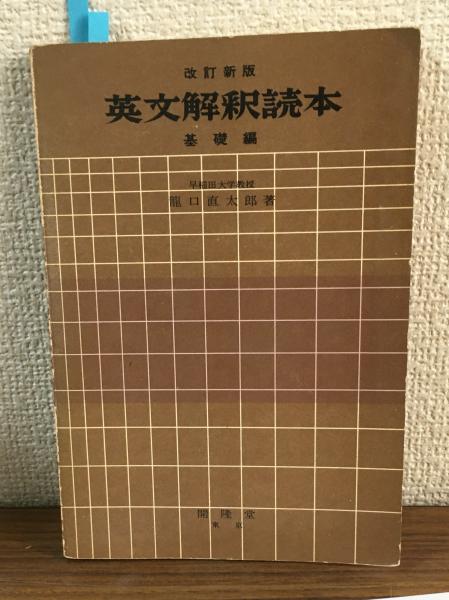 改訂新版
英文解釈読本
基礎編
早稲田大学教授
龍口直太郎著
開隆堂
東京